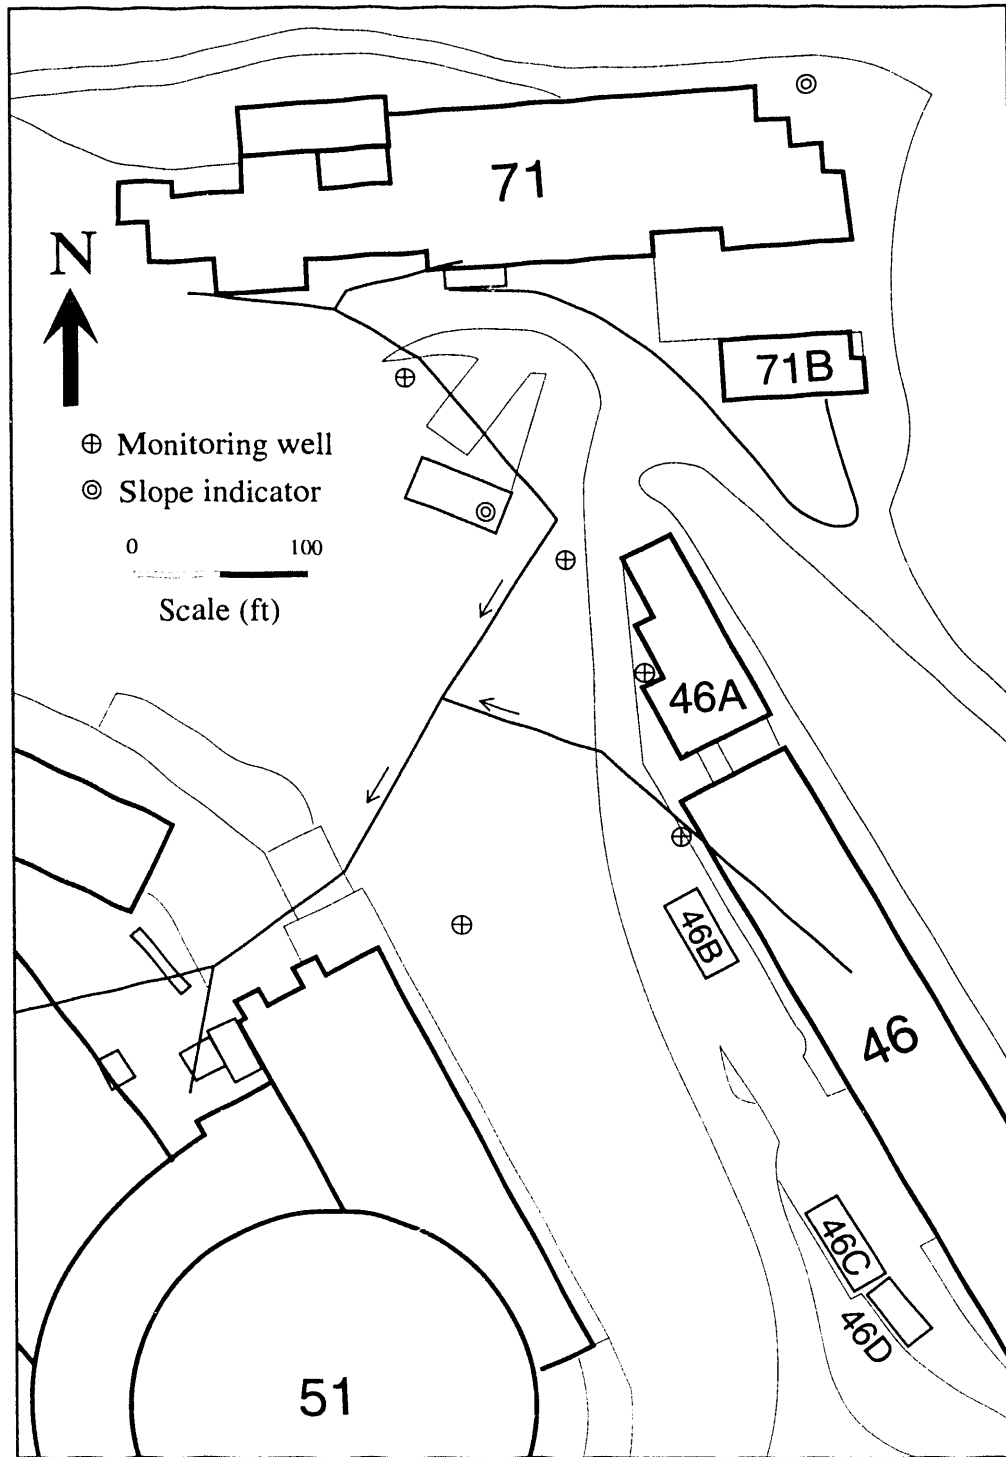 71
N
71B
Monitoring well
Slope indicator
0 100
Scale (ft)
46A
46B
46
46C
46D
51